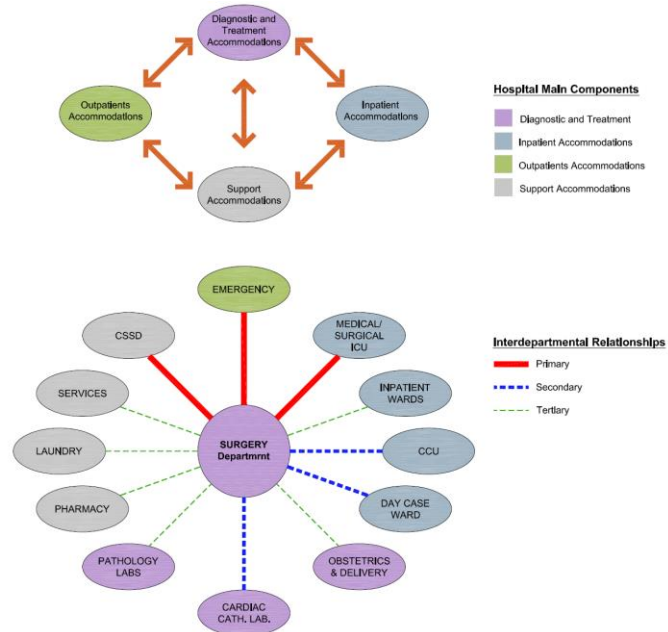 Diagnostic and
Treatment
Accommodations
Outpatients
Accommodations
Inpatient
Accommodations
Support
Accommodations
Hospital Main Components
Diagnostic and Treatment
Inpatient Accommodations
Outpatients Accommodations
Support Accommodations
EMERGENCY
CSSD
MEDICAL/
SURGICAL
ICU
SERVICES
INPATIENT
WARDS
LAUNDRY
SURGERY
Departmrnt
CCU
PHARMACY
DAY CASE
WARD
PATHOLOGY
LABS
OBSTETRICS
& DELIVERY
CARDIAC
CATH. LAB.
Interdepartmental Relationships
Primary
Secondary
Tertiary